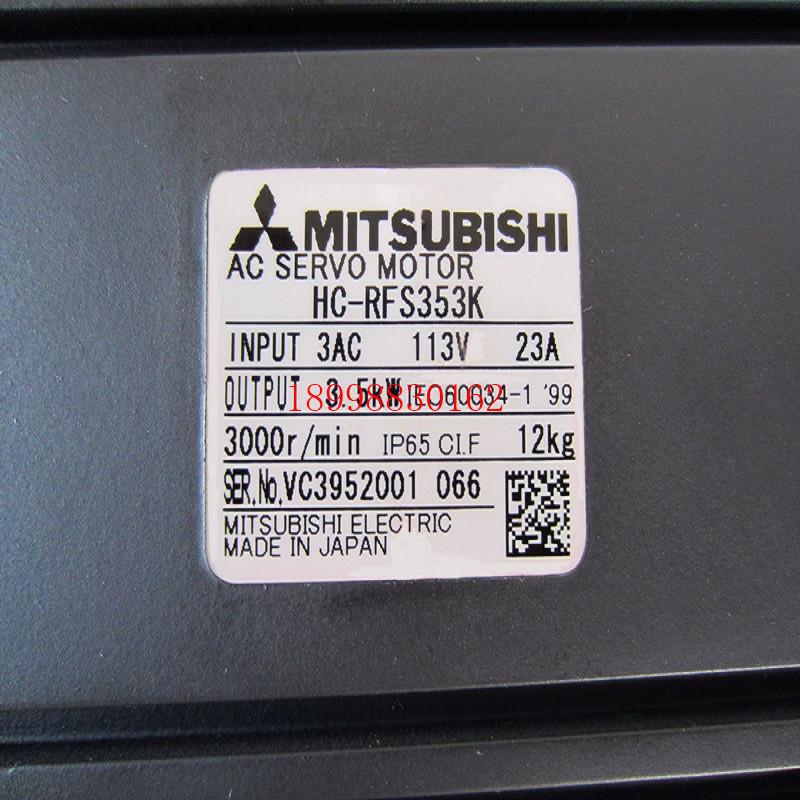 MITSUBISHI
AC SERVO MOTOR
HC-RFS353K
INPUT 3AC 113V 23A
OUTPUT 3.5kW IEC60034-1 '99
18998830162
3000r/min IP65 CI.F 12kg
SER.No.VC3952001 066
MITSUBISHI ELECTRIC
MADE IN JAPAN